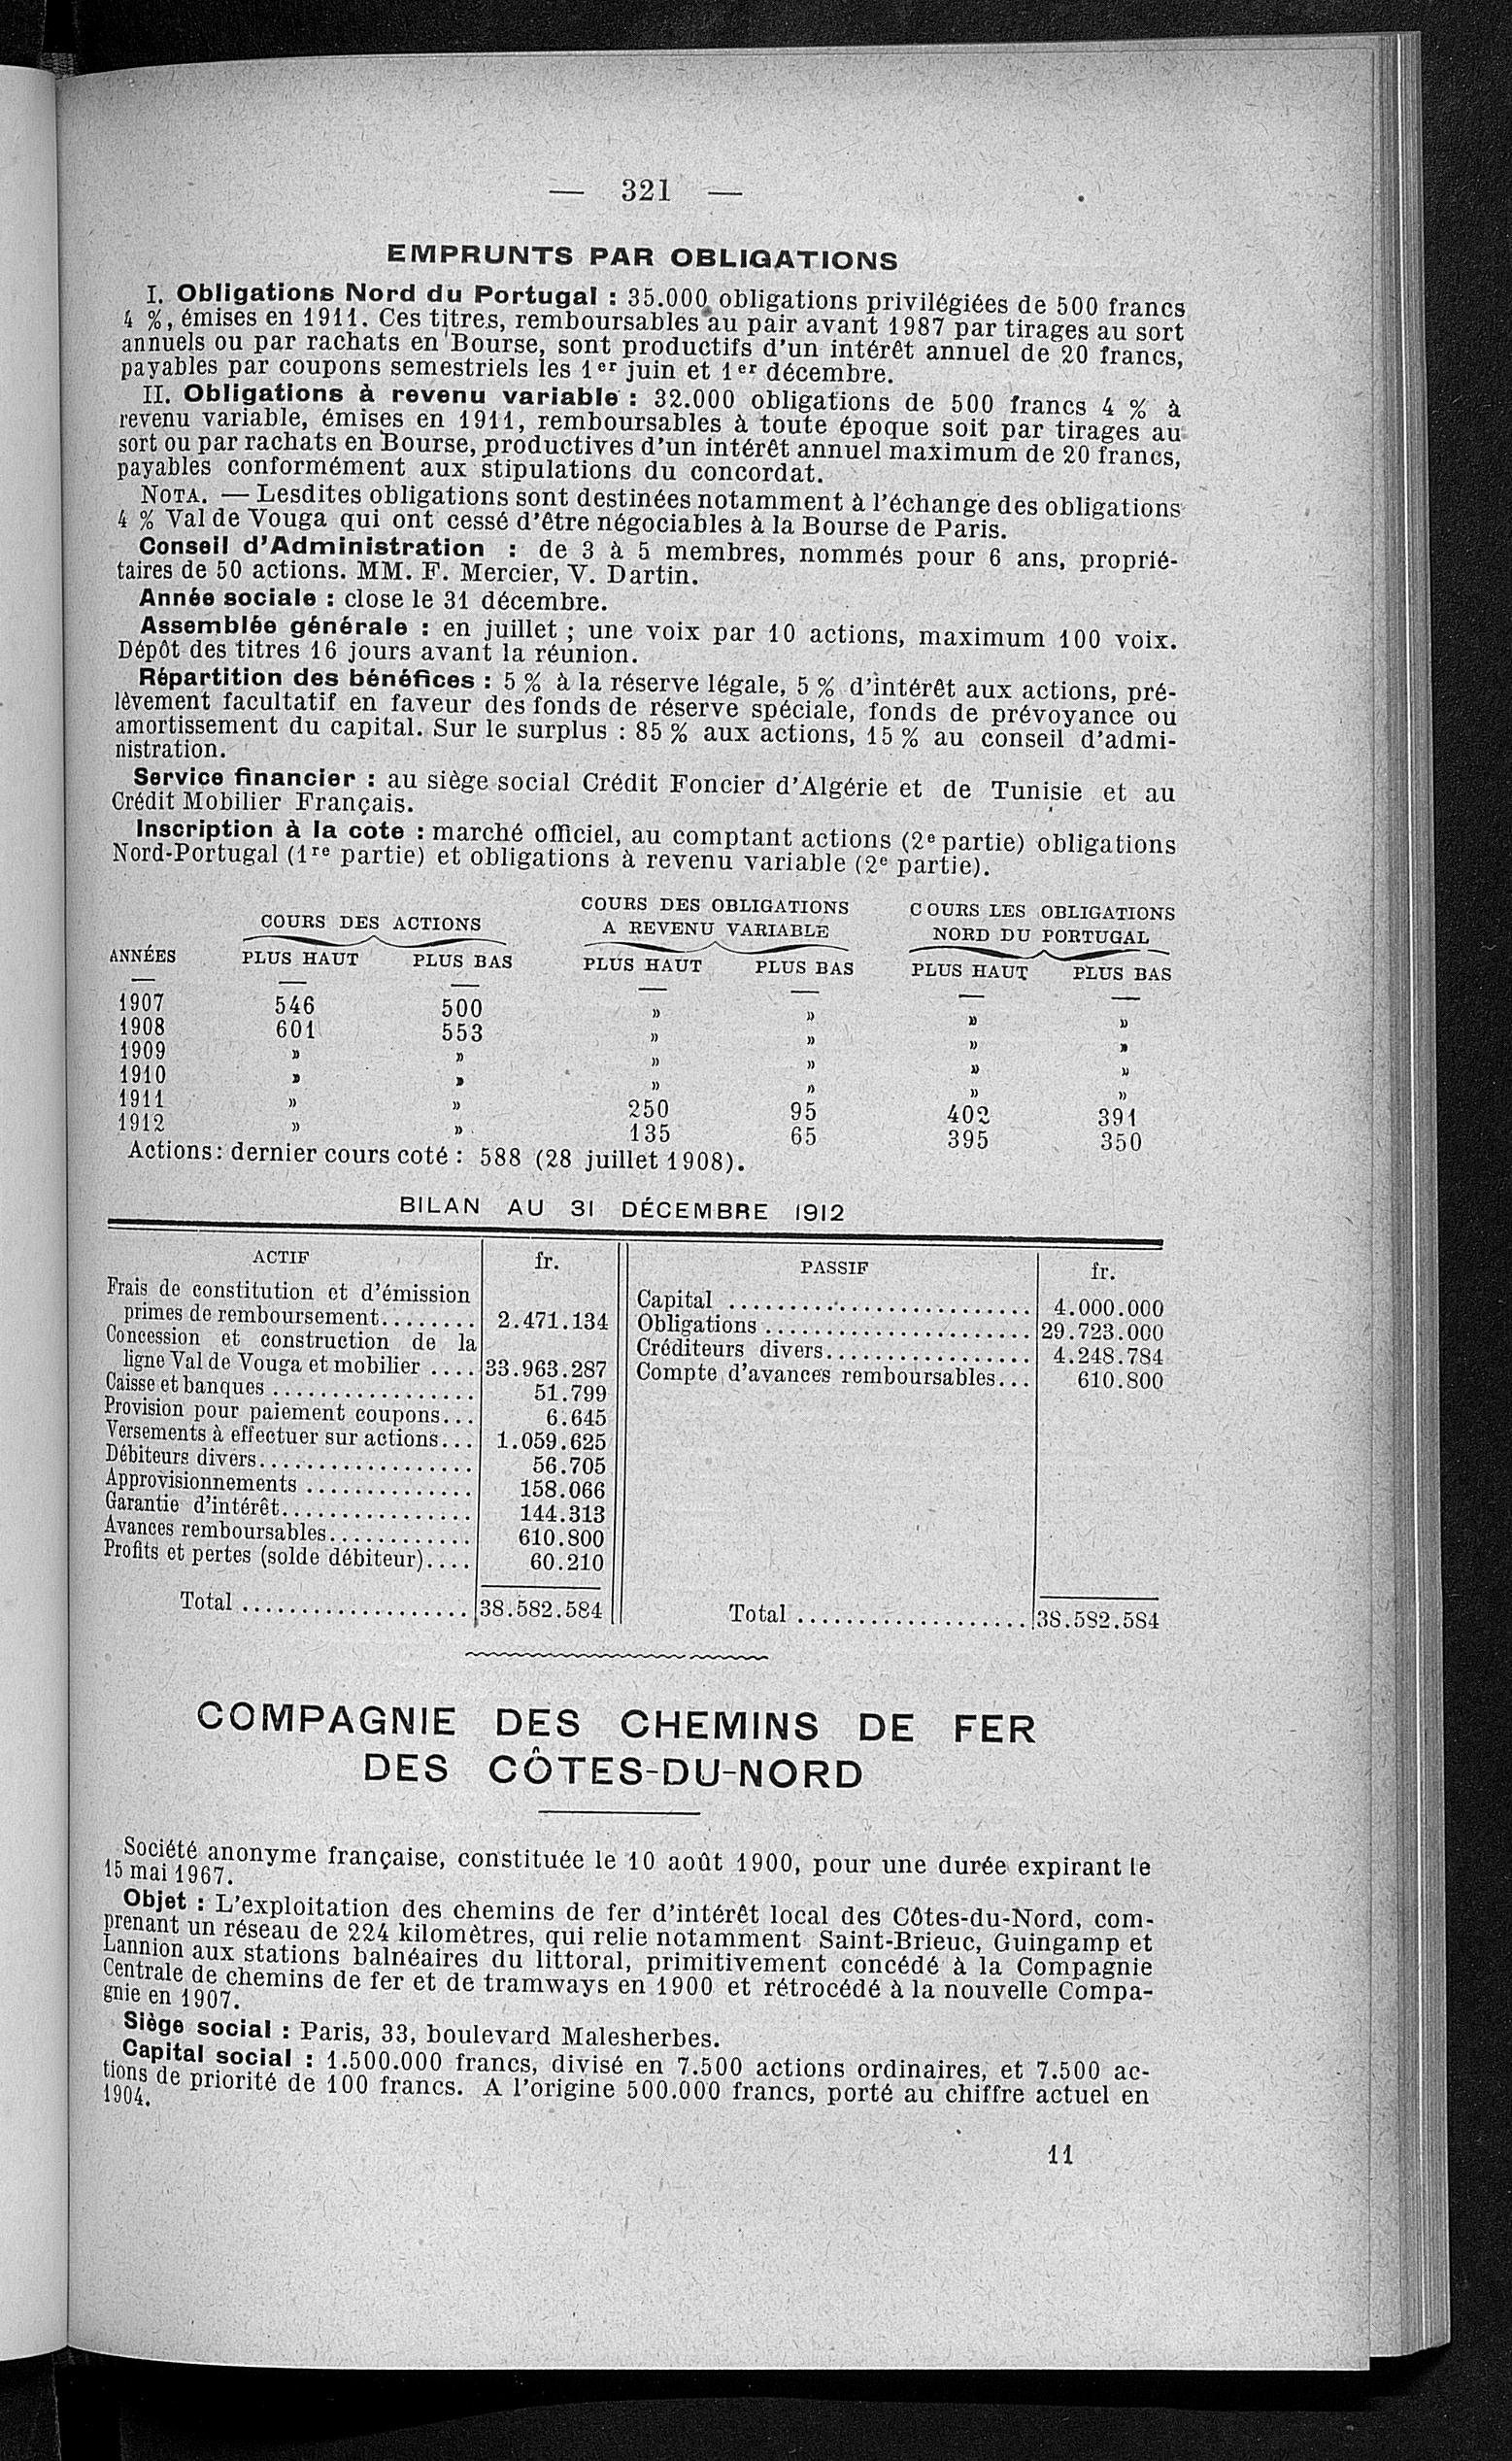 — 321 —
EMPRUNTS PAR OBLIGATIONS
I. Obligations Nord du Portugal : 35.000 obligations privilégiées de 500 francs
4 %, émises en 1911. Ces titres, remboursables au pair avant 1987 par tirages au sort
annuels ou par rachats en Bourse, sont productifs d'un intérêt annuel de 20 francs,
payables par coupons semestriels les 1er juin et 1er décembre.
II. Obligations à revenu variable : 32.000 obligations de 500 francs 4 % à
revenu variable, émises en 1911, remboursables à toute époque soit par tirages au
sort ou par rachats en Bourse, productives d'un intérêt annuel maximum de 20 francs,
payables conformément aux stipulations du concordat.
NOTA. — Lesdites obligations sont destinées notamment à l'échange des obligations
4 % Val de Vouga qui ont cessé d'être négociables à la Bourse de Paris.
Conseil d'Administration : de 3 à 5 membres, nommés pour 6 ans, proprié-
taires de 50 actions. MM. F. Mercier, V. Dartin.
Année sociale : close le 31 décembre.
Assemblée générale : en juillet ; une voix par 10 actions, maximum 100 voix.
Dépôt des titres 16 jours avant la réunion.
Répartition des bénéfices : 5 % à la réserve légale, 5 % d'intérêt aux actions, pré-
lèvement facultatif en faveur des fonds de réserve spéciale, fonds de prévoyance ou
amortissement du capital. Sur le surplus : 85 % aux actions, 15 % au conseil d'admi-
nistration.
Service financier : au siège social Crédit Foncier d'Algérie et de Tunisie et au
Crédit Mobilier Français.
Inscription à la cote : marché officiel, au comptant actions (2e partie) obligations
Nord-Portugal (1re partie) et obligations à revenu variable (2e partie).
COURS DES ACTIONS COURS DES OBLIGATIONS A REVENU VARIABLE COURS LES OBLIGATIONS NORD DU PORTUGAL
ANNÉES PLUS HAUT PLUS BAS PLUS HAUT PLUS BAS PLUS HAUT PLUS BAS
1907 546 500 » » » »
1908 601 553 » » » »
1909 » » » » » »
1910 » » » » » »
1911 » » 250 95 402 391
1912 » » 135 65 395 350
Actions : dernier cours coté : 588 (28 juillet 1908).
BILAN AU 31 DÉCEMBRE 1912
ACTIF fr.
Frais de constitution et d'émission
primes de remboursement........ 2.471.134
Concession et construction de la
ligne Val de Vouga et mobilier .... 33.963.287
Caisse et banques ................. 51.799
Provision pour paiement coupons... 6.645
Versements à effectuer sur actions... 1.059.625
Débiteurs divers.................. 56.705
Approvisionnements .............. 158.066
Garantie d'intérêt................ 144.313
Avances remboursables............ 610.800
Profits et pertes (solde débiteur).... 60.210
Total ................... 38.582.584
PASSIF fr.
Capital ......................... 4.000.000
Obligations ...................... 29.723.000
Créditeurs divers................. 4.248.784
Compte d'avances remboursables... 610.800
Total ................... 38.582.584
COMPAGNIE DES CHEMINS DE FER
DES CÔTES-DU-NORD
Société anonyme française, constituée le 10 août 1900, pour une durée expirant le
15 mai 1967.
Objet : L'exploitation des chemins de fer d'intérêt local des Côtes-du-Nord, com-
prenant un réseau de 224 kilomètres, qui relie notamment Saint-Brieuc, Guingamp et
Lannion aux stations balnéaires du littoral, primitivement concédé à la Compagnie
Centrale de chemins de fer et de tramways en 1900 et rétrocédé à la nouvelle Compa-
gnie en 1907.
Siège social : Paris, 33, boulevard Malesherbes.
Capital social : 1.500.000 francs, divisé en 7.500 actions ordinaires, et 7.500 ac-
tions de priorité de 100 francs. A l'origine 500.000 francs, porté au chiffre actuel en
1904.
11